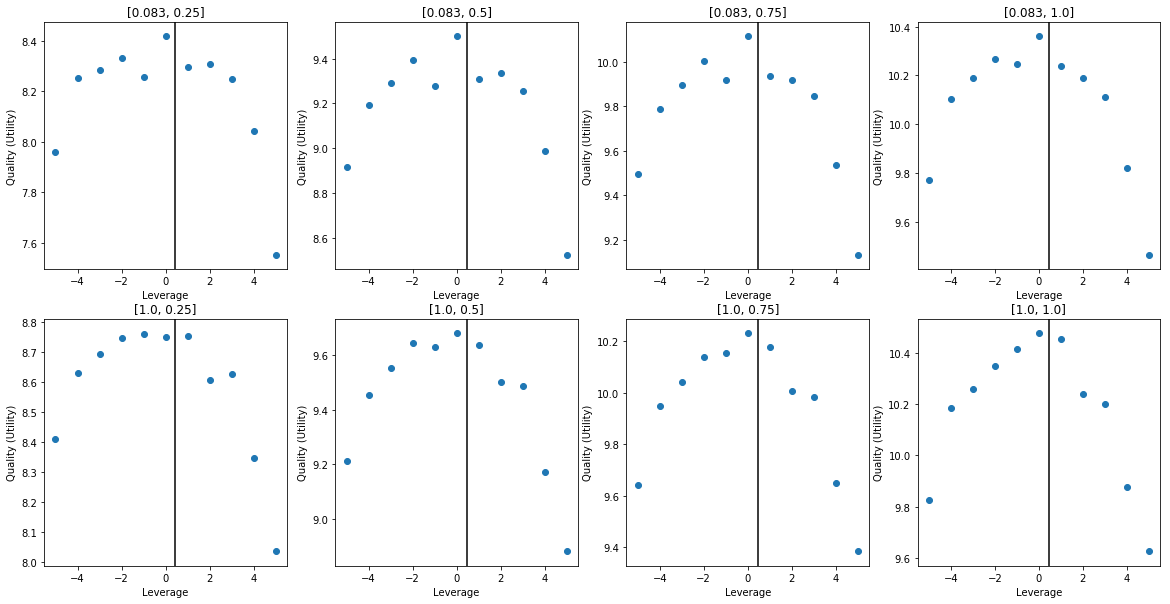 [0.083, 0.25]
8.4
8.2
8.0
7.8
7.6
Quality (Utility)
−4 −2 0 2 4
Leverage
[0.083, 0.5]
9.4
9.2
9.0
8.8
8.6
Quality (Utility)
−4 −2 0 2 4
Leverage
[0.083, 0.75]
10.0
9.8
9.6
9.4
9.2
Quality (Utility)
−4 −2 0 2 4
Leverage
[0.083, 1.0]
10.4
10.2
10.0
9.8
9.6
Quality (Utility)
−4 −2 0 2 4
Leverage
[1.0, 0.25]
8.8
8.7
8.6
8.5
8.4
8.3
8.2
8.1
8.0
Quality (Utility)
−4 −2 0 2 4
Leverage
[1.0, 0.5]
9.6
9.4
9.2
9.0
Quality (Utility)
−4 −2 0 2 4
Leverage
[1.0, 0.75]
10.2
10.0
9.8
9.6
9.4
Quality (Utility)
−4 −2 0 2 4
Leverage
[1.0, 1.0]
10.4
10.2
10.0
9.8
9.6
Quality (Utility)
−4 −2 0 2 4
Leverage